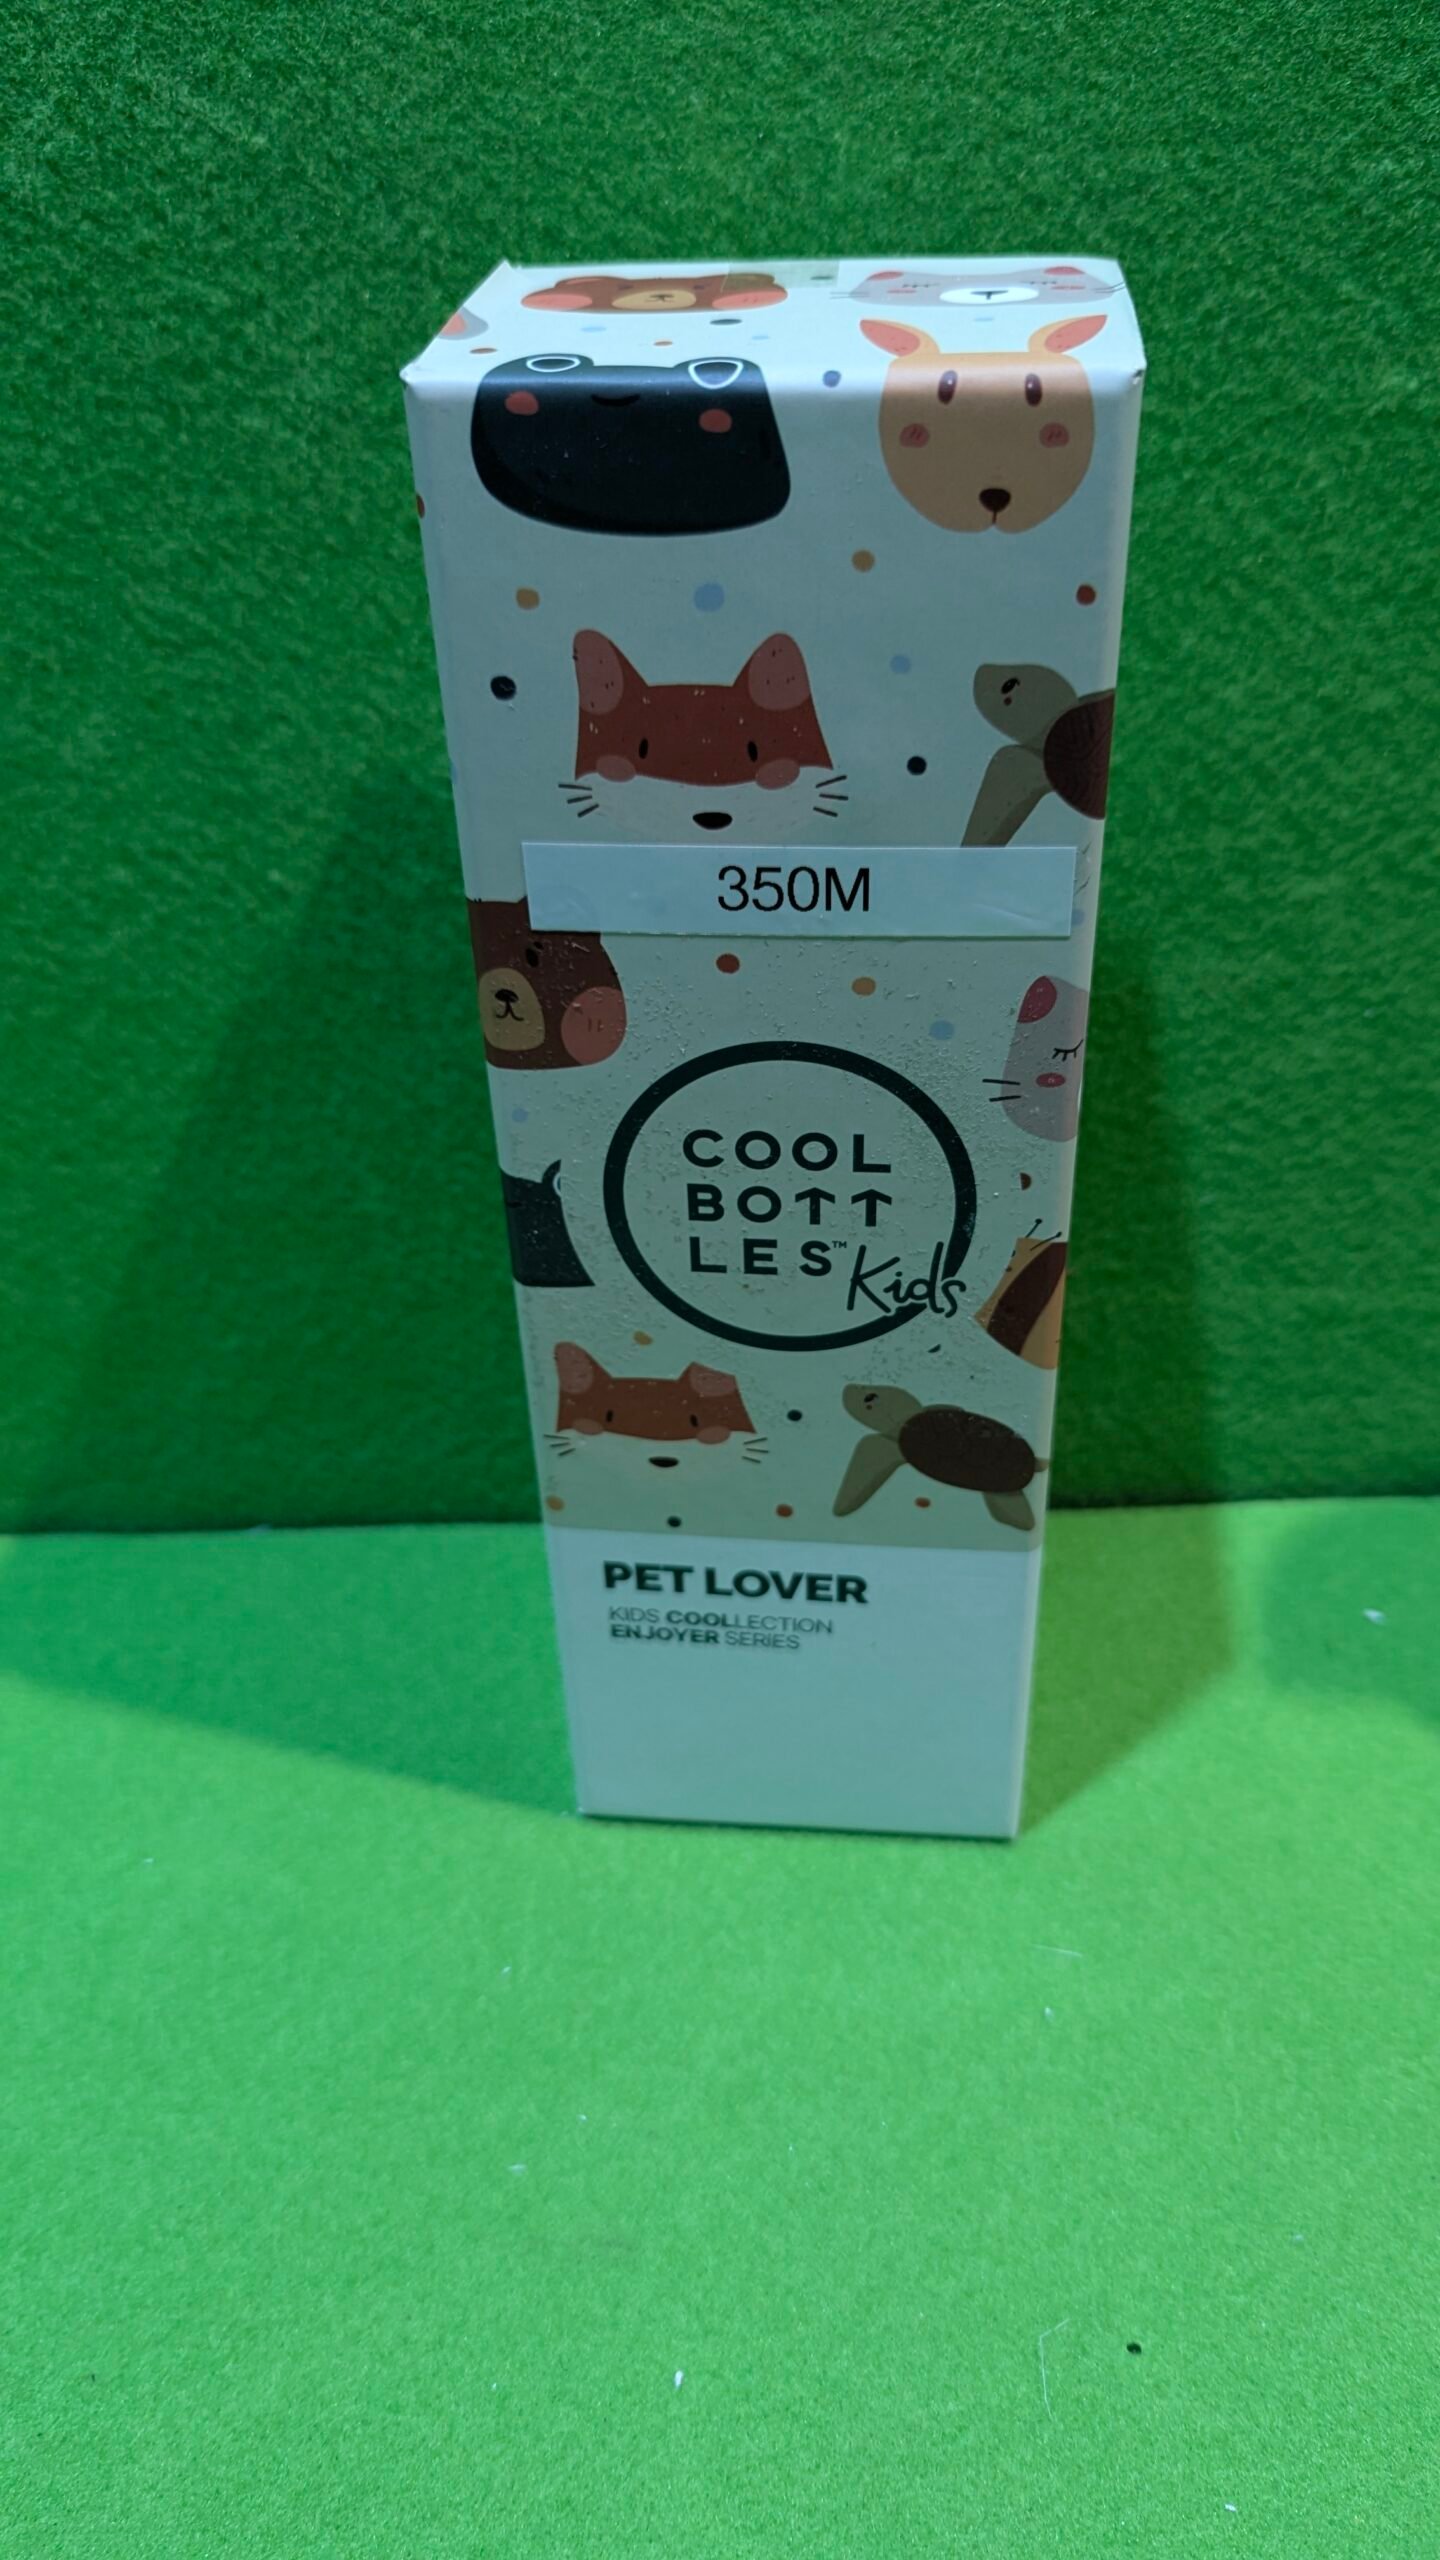 350M
COOL
BOTT
LES™
Kids
PET LOVER
KIDS COOLLECTION
ENJOYER SERIES